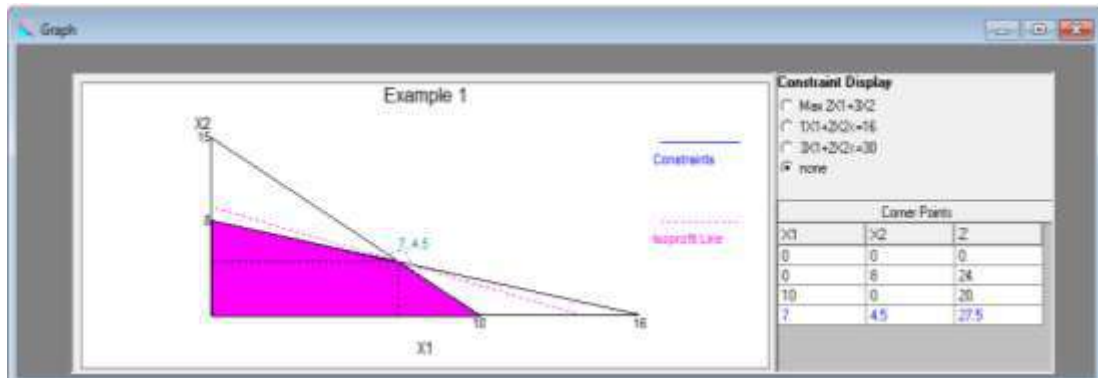 Graph
Example 1
X2
15
8
7, 4.5
10
16
X1
Constraints
Isoprofit Line
Constraint Display
Max 2X1+3X2
1X1+2X2<=16
3X1+2X2<=30
none
Corner Points
X1 X2 Z
0 0 0
0 8 24
10 0 20
7 4.5 27.5